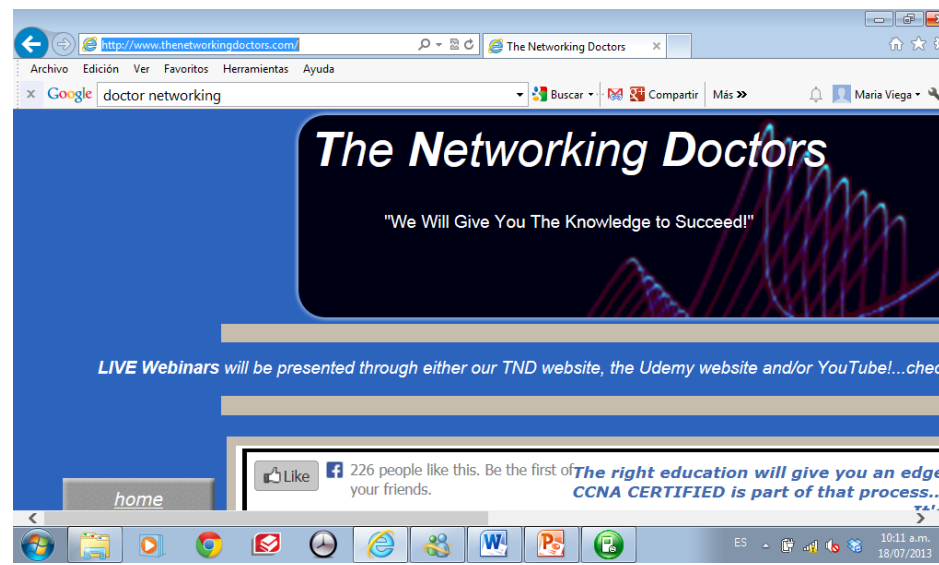 http://www.thenetworkingdoctors.com/
The Networking Doctors
Archivo Edición Ver Favoritos Herramientas Ayuda
Google doctor networking Buscar Compartir Más » Maria Viega
The Networking Doctors
"We Will Give You The Knowledge to Succeed!"
LIVE Webinars will be presented through either our TND website, the Udemy website and/or YouTube!...chec
Like
226 people like this. Be the first of
your friends.
The right education will give you an edge
CCNA CERTIFIED is part of that process..
It's
home
ES
10:11 a.m.
18/07/2013